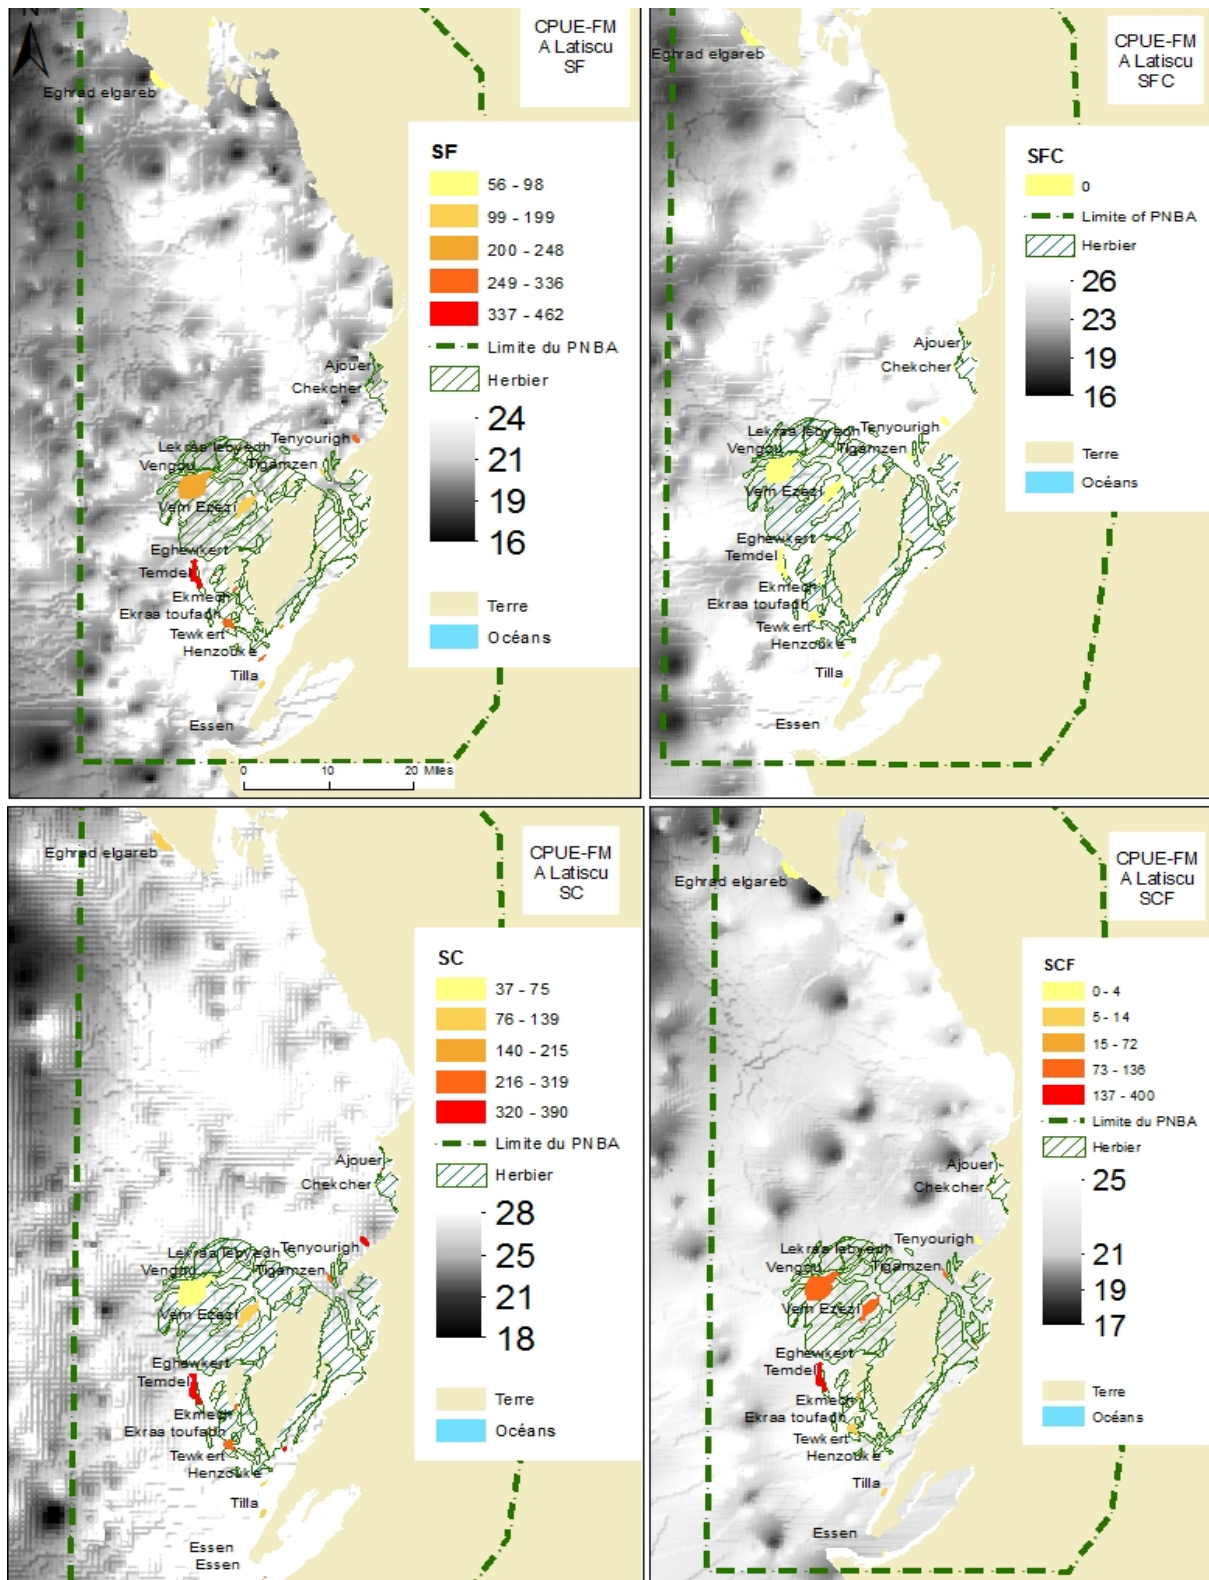 N
CPUE-FM
A Latiscu
SF
Eghrad elgareb
SF
56 - 98
99 - 199
200 - 248
249 - 336
337 - 462
Limite du PNBA
Herbier
24
21
19
16
Terre
Océans
Ajouer
Chekcher
Tenyourigh
Lekraa lebyedh
Vengou
Tigamzen
Vem Ezezi
Eghewkert
Temdel
Ekmech
Ekraa toufadh
Tewkert
Henzouke
Tilla
Essen
0 10 20 Miles
CPUE-FM
A Latiscu
SFC
Eghrad elgareb
SFC
0
Limite of PNBA
Herbier
26
23
19
16
Terre
Océans
Ajouer
Chekcher
Lekraa lebyedh
Tenyourigh
Vengou
Tigamzen
Vem Ezezi
Eghewkert
Temdel
Ekmech
Ekraa toufadh
Tewkert
Henzouke
Tilla
Essen
CPUE-FM
A Latiscu
SC
Eghrad elgareb
SC
37 - 75
76 - 139
140 - 215
216 - 319
320 - 390
Limite du PNBA
Herbier
28
25
21
18
Terre
Océans
Ajouer
Chekcher
Tenyourigh
Lekraa lebyedh
Vengou
Tigamzen
Vem Ezezi
Eghewkert
Temdel
Ekmech
Ekraa toufadh
Tewkert
Henzouke
Tilla
Essen
Essen
CPUE-FM
A Latiscu
SCF
Eghrad elgareb
SCF
0 - 4
5 - 14
15 - 72
73 - 136
137 - 400
Limite du PNBA
Herbier
25
21
19
17
Terre
Océans
Ajouer
Chekcher
Tenyourigh
Lekraa lebyedh
Vengou
Tigamzen
Vem Ezezi
Eghewkert
Temdel
Ekmech
Ekraa toufadh
Tewkert
Henzouke
Tilla
Essen